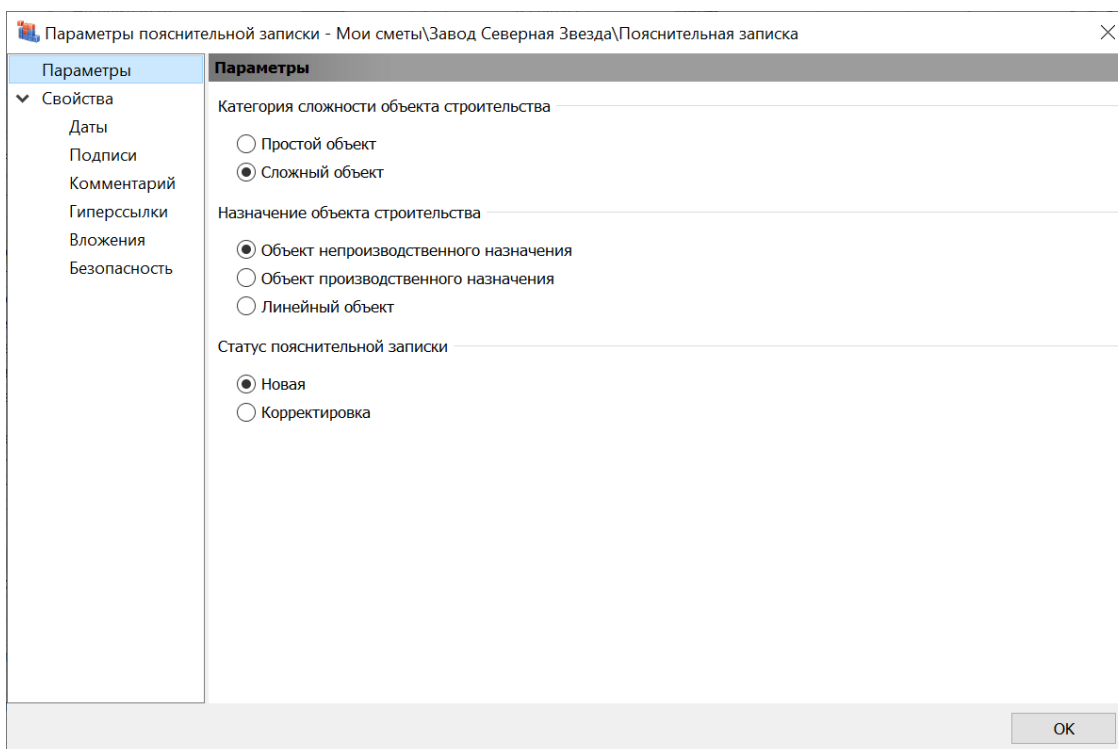 Параметры пояснительной записки - Мои сметы\Завод Северная Звезда\Пояснительная записка
Параметры
Свойства
Даты
Подписи
Комментарий
Гиперссылки
Вложения
Безопасность
Параметры
Категория сложности объекта строительства
Простой объект
Сложный объект
Назначение объекта строительства
Объект непроизводственного назначения
Объект производственного назначения
Линейный объект
Статус пояснительной записки
Новая
Корректировка
ОК